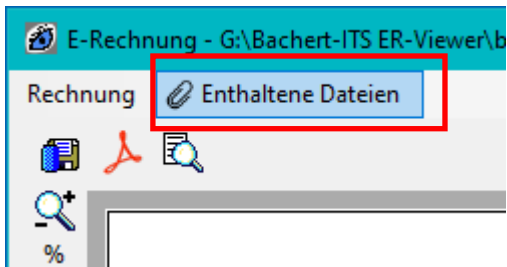 E-Rechnung - G:\Bachert-ITS ER-Viewer\b
Rechnung Enthaltene Dateien
%